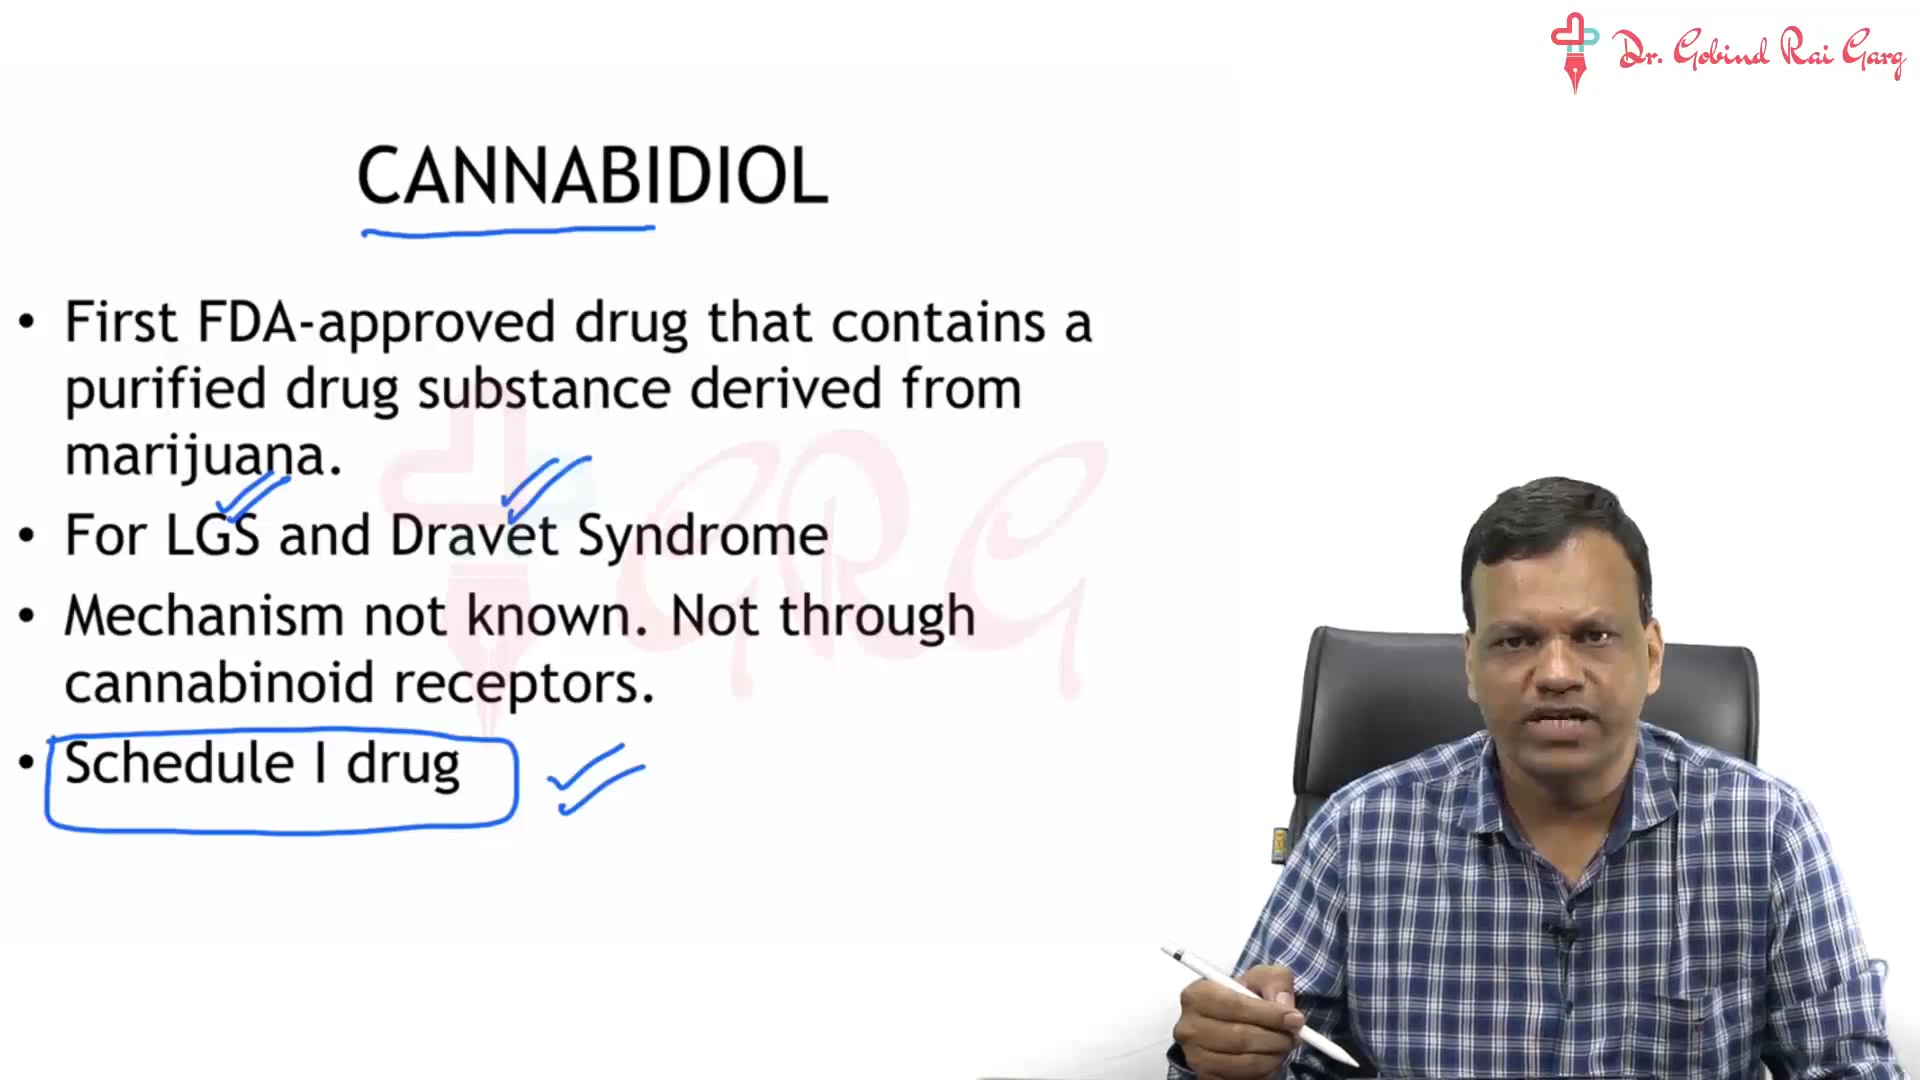 Dr. Gobind Rai Garg
CANNABIDIOL
• First FDA-approved drug that contains a
purified drug substance derived from
marijuana.
• For LGS and Dravet Syndrome
• Mechanism not known. Not through
cannabinoid receptors.
• Schedule I drug
GRG